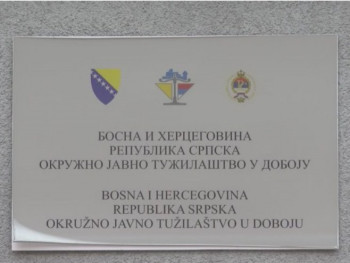 БОСНА И ХЕРЦЕГОВИНА
РЕПУБЛИКА СРПСКА
ОКРУЖНО ЈАВНО ТУЖИЛАШТВО У ДОБОЈУ
BOSNA I HERCEGOVINA
REPUBLIKA SRPSKA
OKRUŽNO JAVNO TUŽILAŠTVO U DOBOJU